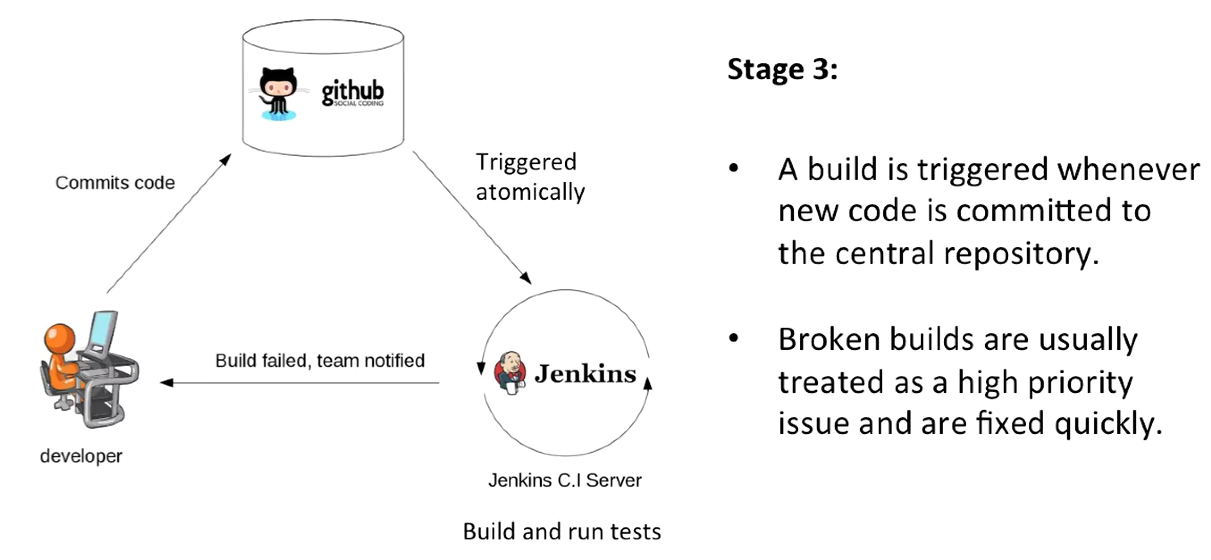 github
SOCIAL CODING
Commits code
Triggered
atomically
Build failed, team notified
Jenkins
developer
Jenkins C.I Server
Build and run tests
Stage 3:
• A build is triggered whenever
new code is committed to
the central repository.
• Broken builds are usually
treated as a high priority
issue and are fixed quickly.